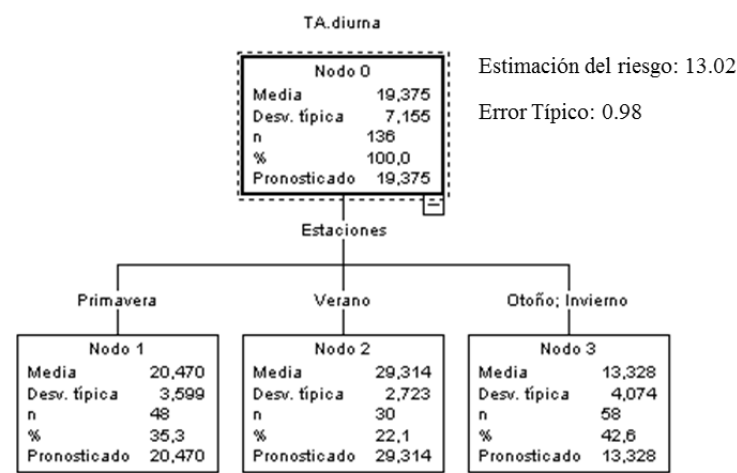 TA.diurna
Estimación del riesgo: 13.02
Error Típico: 0.98
Nodo 0
Media 19,375
Desv. típica 7,155
n 136
% 100,0
Pronosticado 19,375
Estaciones
Primavera
Verano
Otoño; Invierno
Nodo 1
Media 20,470
Desv. típica 3,599
n 48
% 35,3
Pronosticado 20,470
Nodo 2
Media 29,314
Desv. típica 2,723
n 30
% 22,1
Pronosticado 29,314
Nodo 3
Media 13,328
Desv. típica 4,074
n 58
% 42,6
Pronosticado 13,328